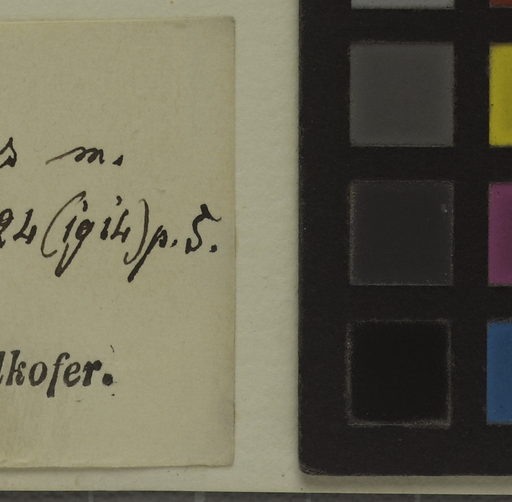 s m.
24 (1914) p. 5.
lkofer.